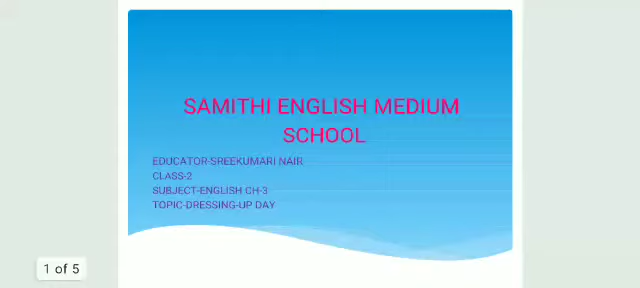 SAMITHI ENGLISH MEDIUM
SCHOOL
EDUCATOR-SREEKUMARI NAIR
CLASS-2
SUBJECT-ENGLISH CH-3
TOPIC-DRESSING-UP DAY
1 of 5